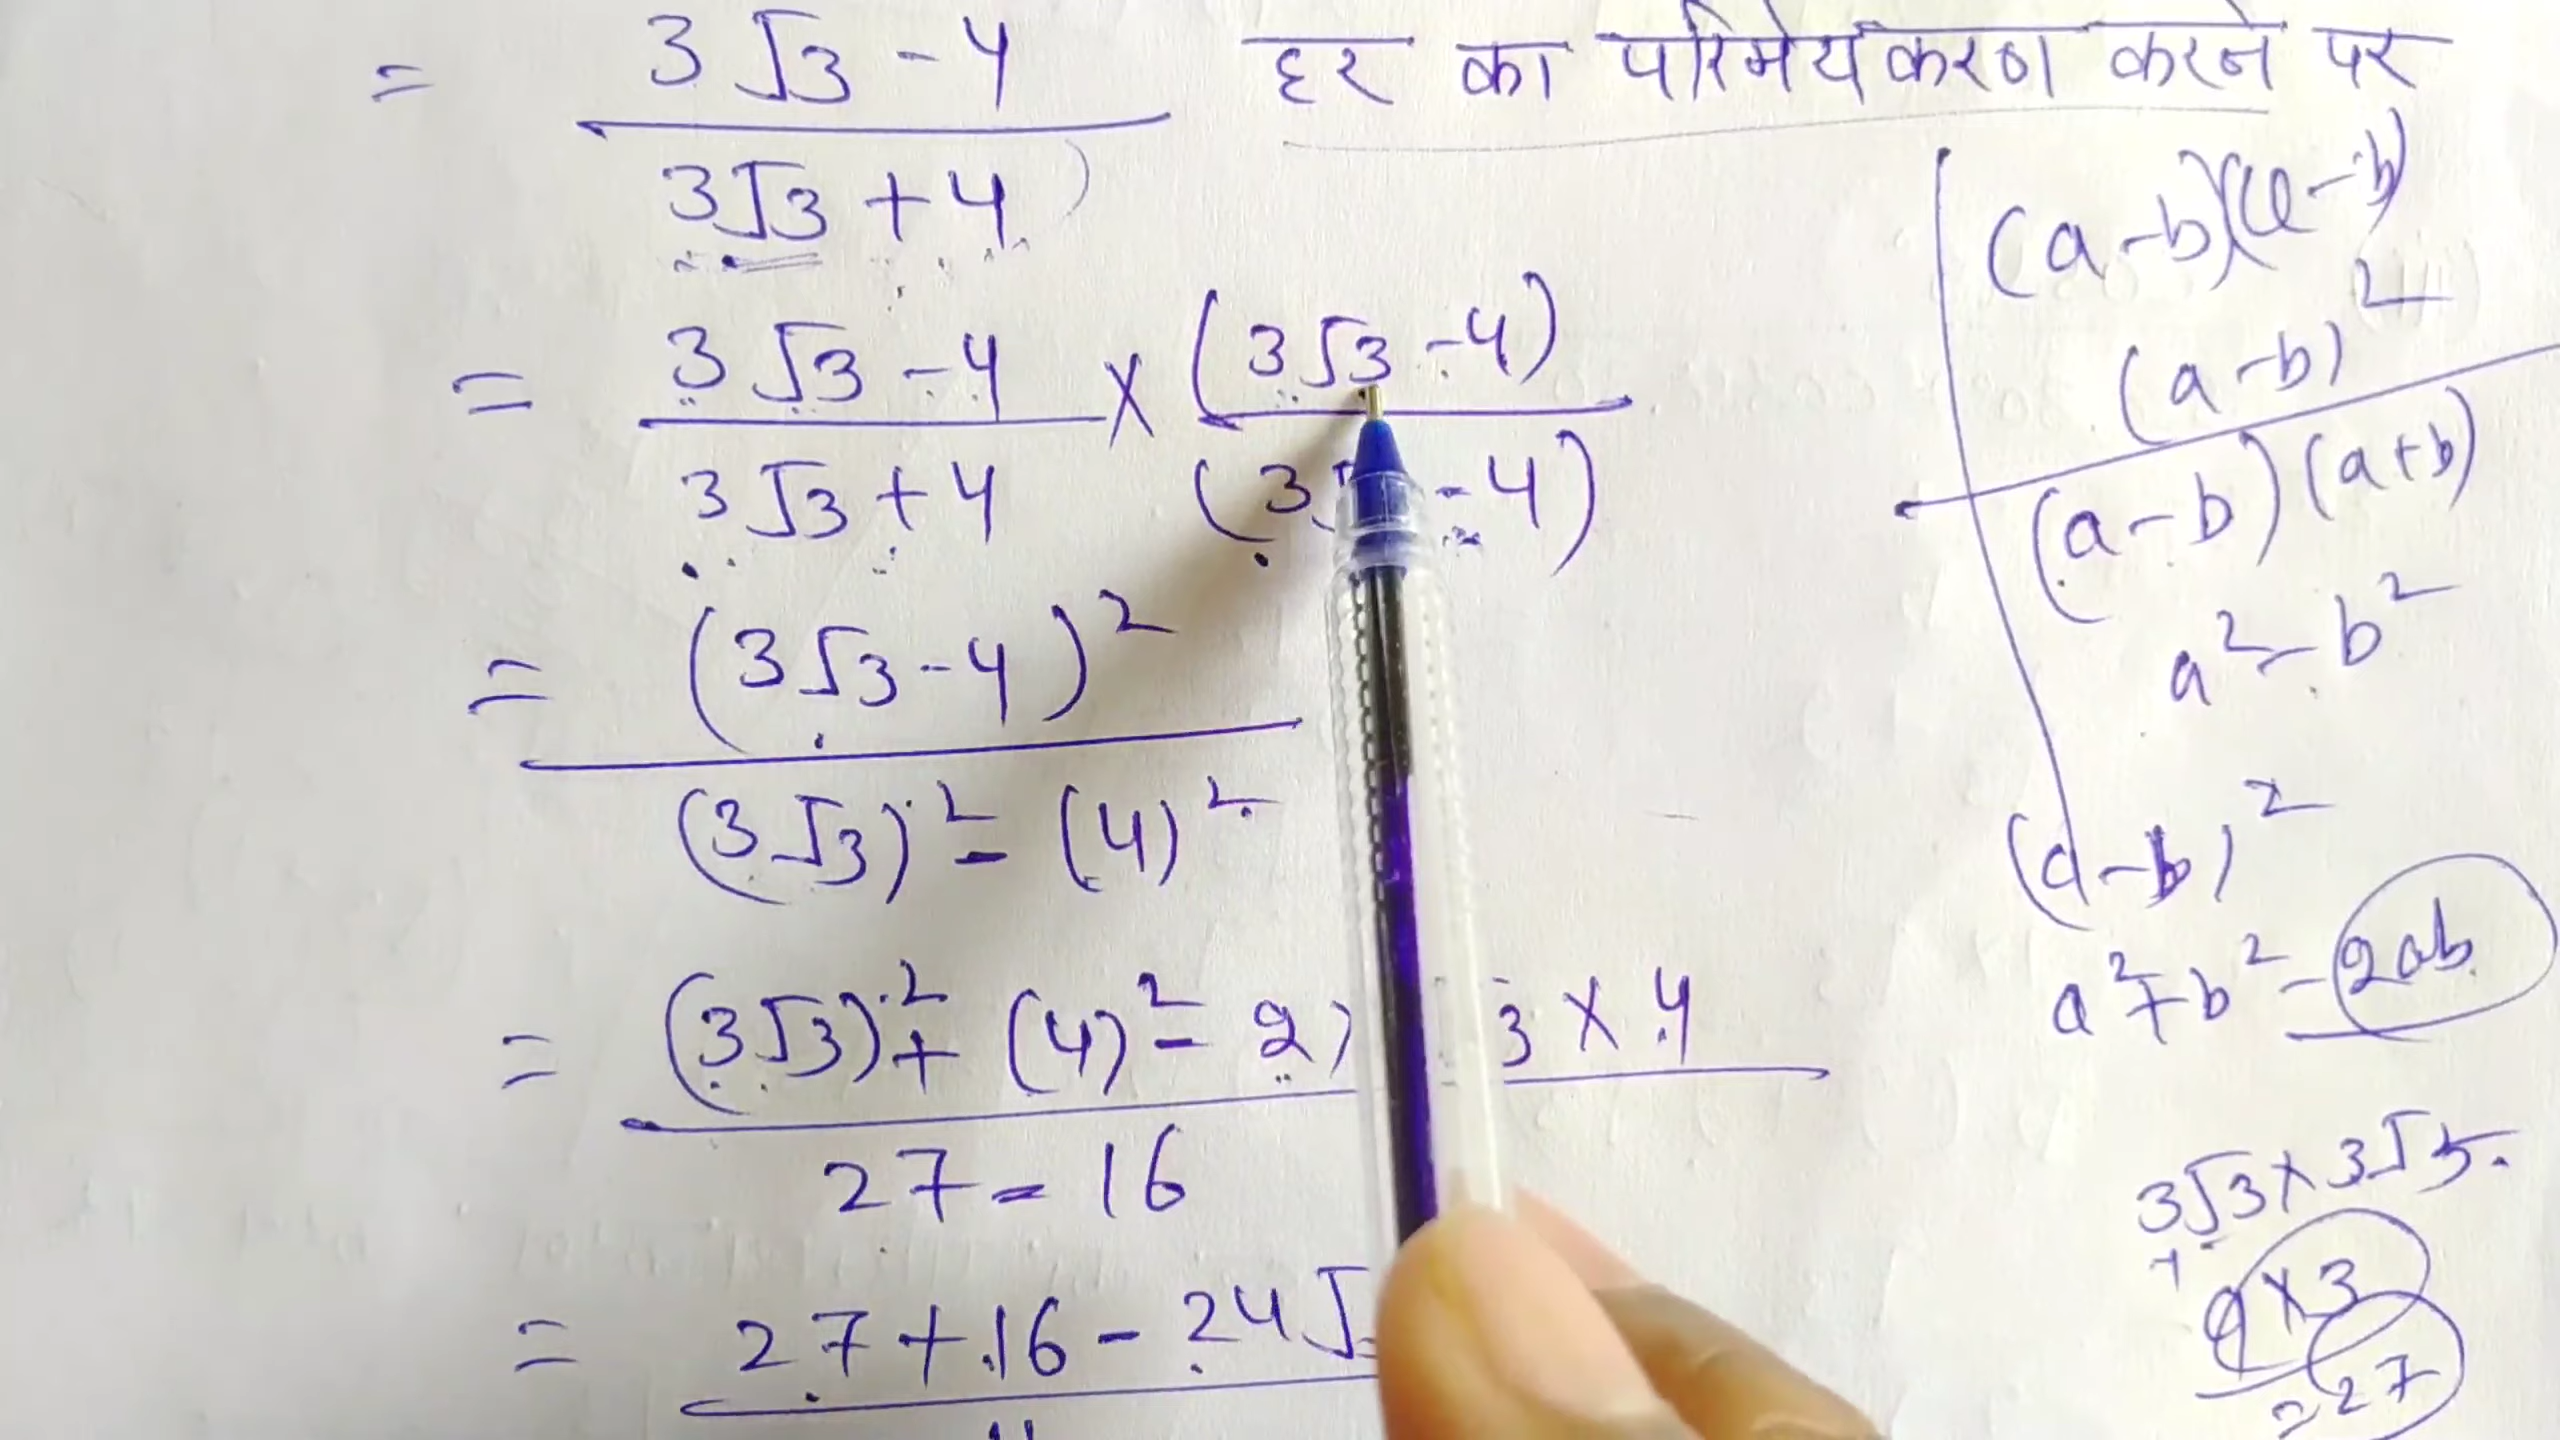 = 3√3 - 4 / 3√3 + 4 हर का परिमेयकरण करने पर
= 3√3 - 4 / 3√3 + 4 × (3√3 - 4) / (3√ - 4)
= (3√3 - 4)² / (3√3)² - (4)²
= (3√3)² + (4)² - 2 3 × 4 / 27 - 16
= 27 + 16 - 24√ / 11
(a - b)(a - b)
(a - b)²
(a - b)(a + b)
a² - b²
(a - b)²
a² + b² - 2ab
3√3 × 3√3
9 × 3
= 27